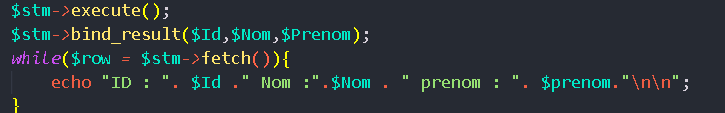 $stm->execute();
$stm->bind_result($Id,$Nom,$Prenom);
while($row = $stm->fetch()){
    echo "ID : ". $Id ." Nom :".$Nom . " prenom : ". $prenom."\n\n";
}